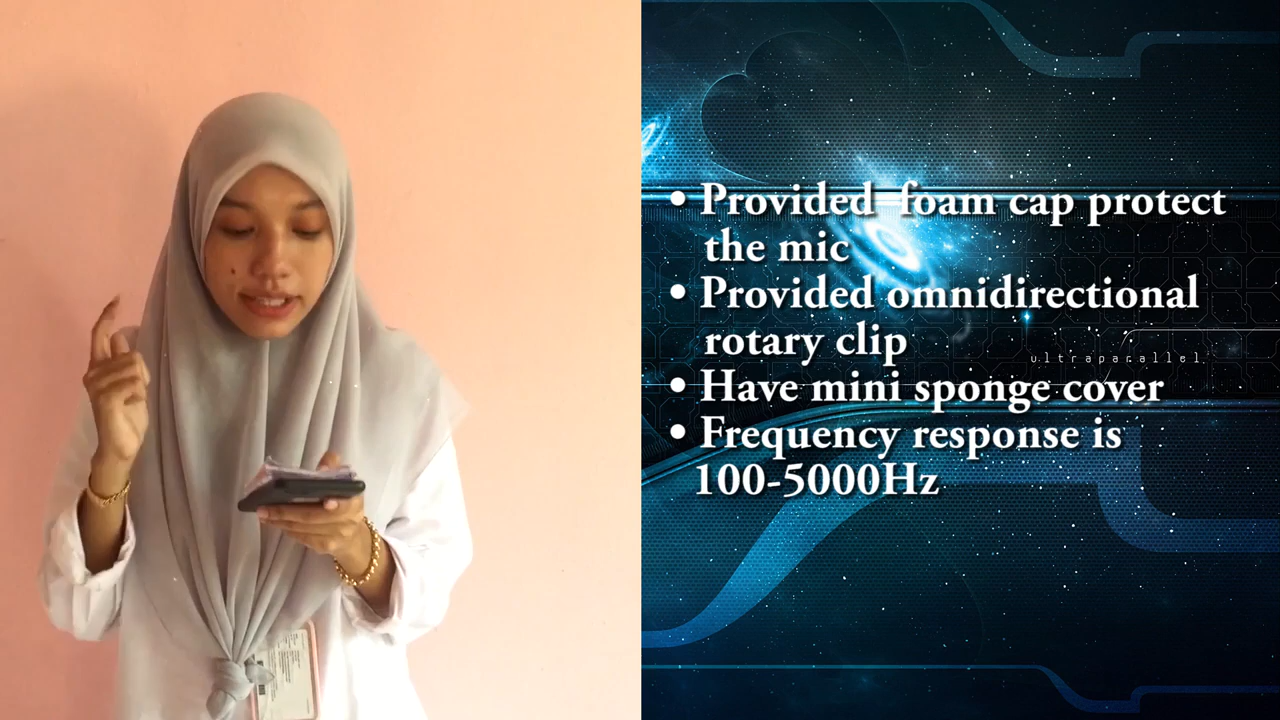 • Provided foam cap protect
the mic
• Provided omnidirectional
rotary clip
ultraparallel
• Have mini sponge cover
• Frequency response is
100-5000Hz